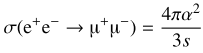 σ(e⁺e⁻ → μ⁺μ⁻) = 4πα² / 3s